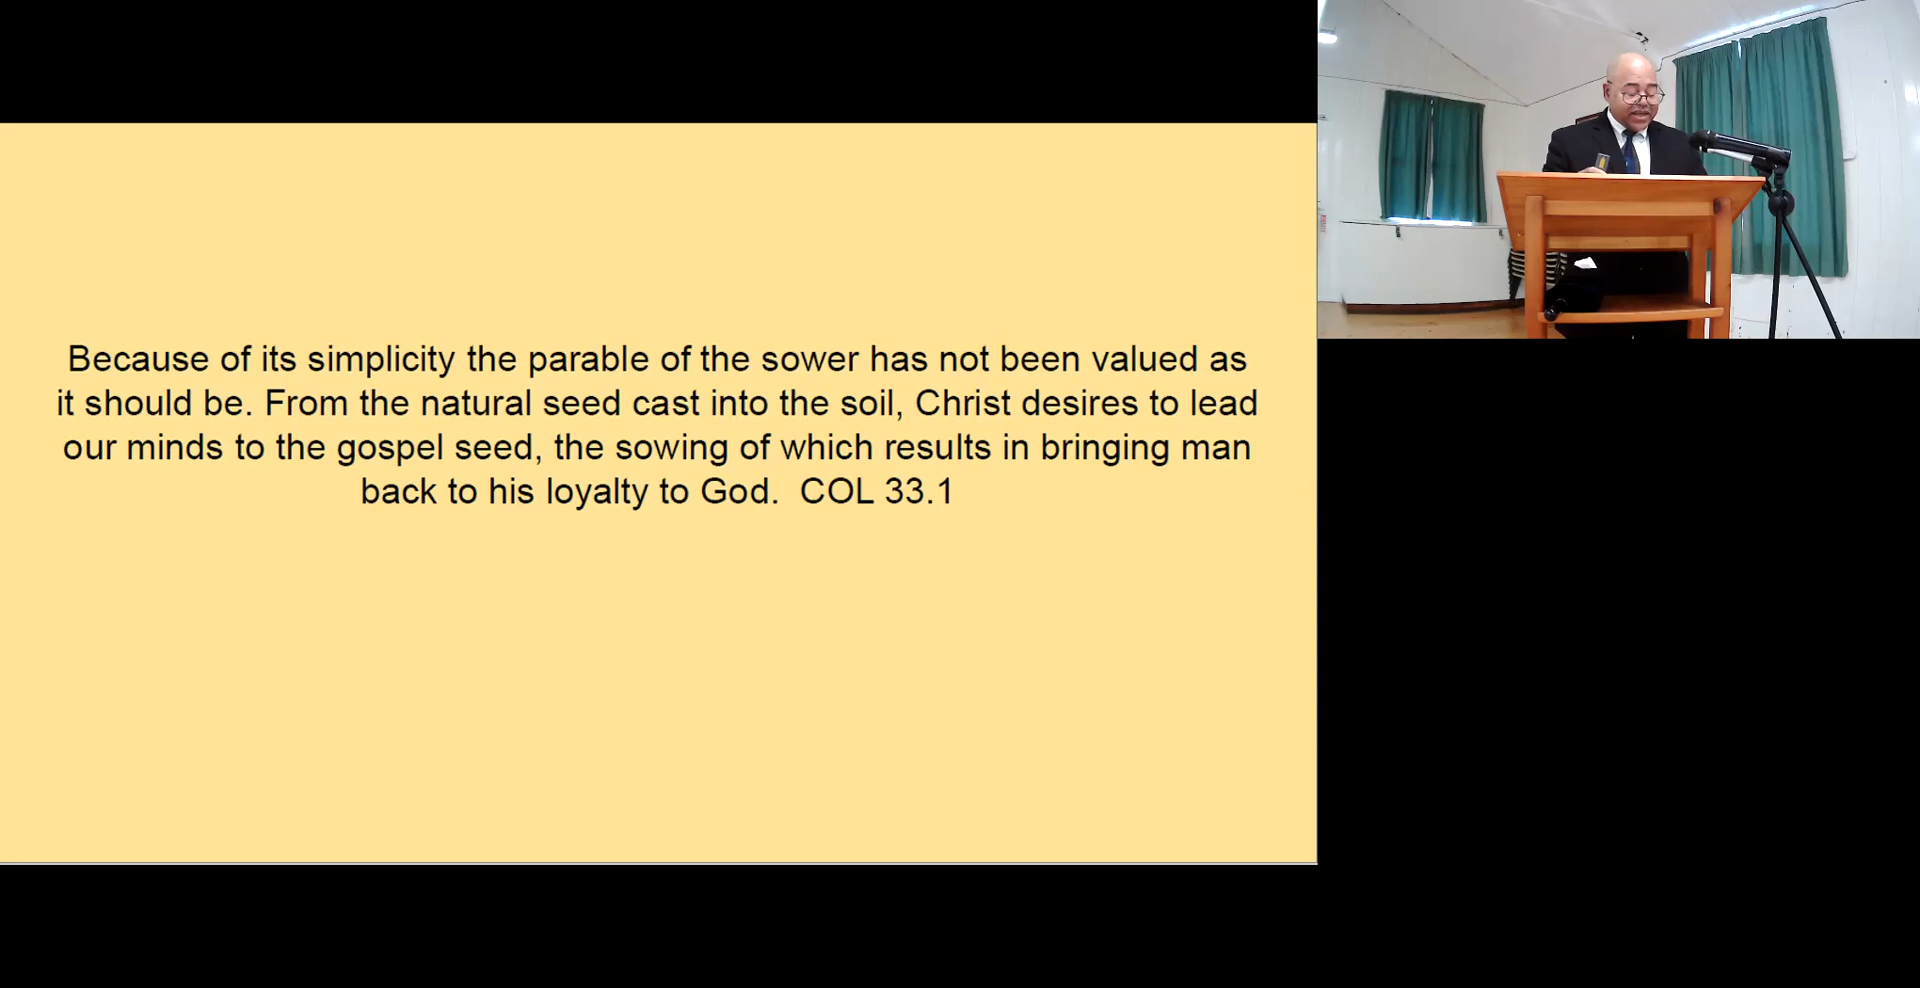 Because of its simplicity the parable of the sower has not been valued as
it should be. From the natural seed cast into the soil, Christ desires to lead
our minds to the gospel seed, the sowing of which results in bringing man
back to his loyalty to God.  COL 33.1